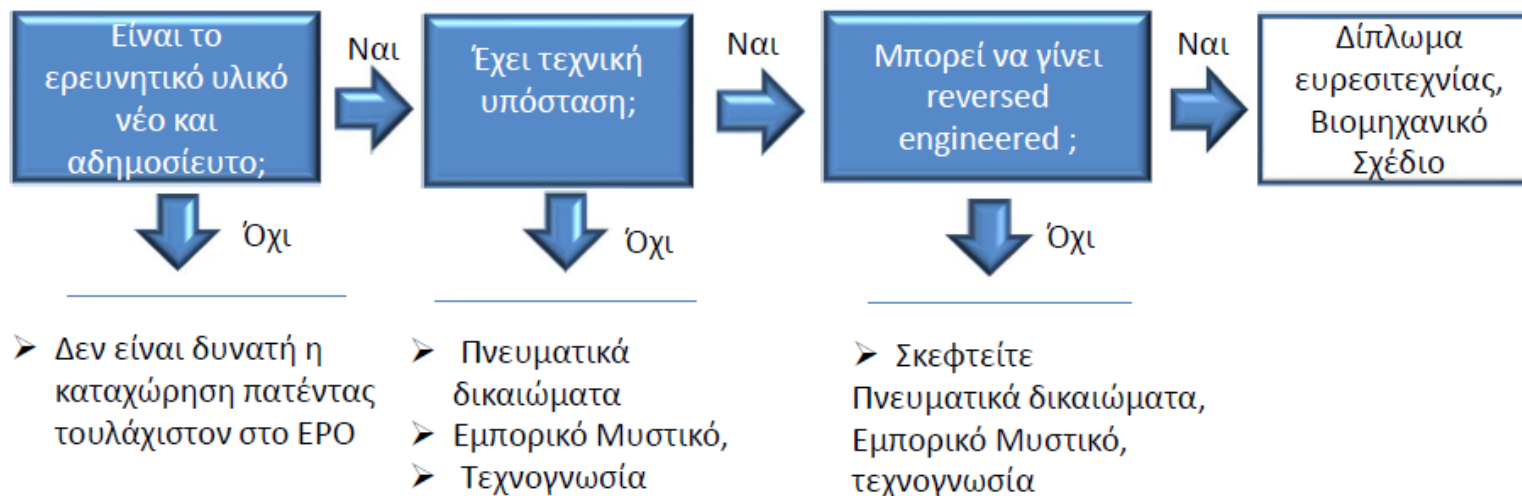 Είναι το
ερευνητικό υλικό
νέο και
αδημοσίευτο;
Ναι
Έχει τεχνική
υπόσταση;
Ναι
Μπορεί να γίνει
reversed
engineered ;
Ναι
Δίπλωμα
ευρεσιτεχνίας,
Βιομηχανικό
Σχέδιο
Όχι
Όχι
Όχι
➢ Δεν είναι δυνατή η
καταχώρηση πατέντας
τουλάχιστον στο EPO
➢ Πνευματικά
δικαιώματα
➢ Εμπορικό Μυστικό,
➢ Τεχνογνωσία
➢ Σκεφτείτε
Πνευματικά δικαιώματα,
Εμπορικό Μυστικό,
τεχνογνωσία